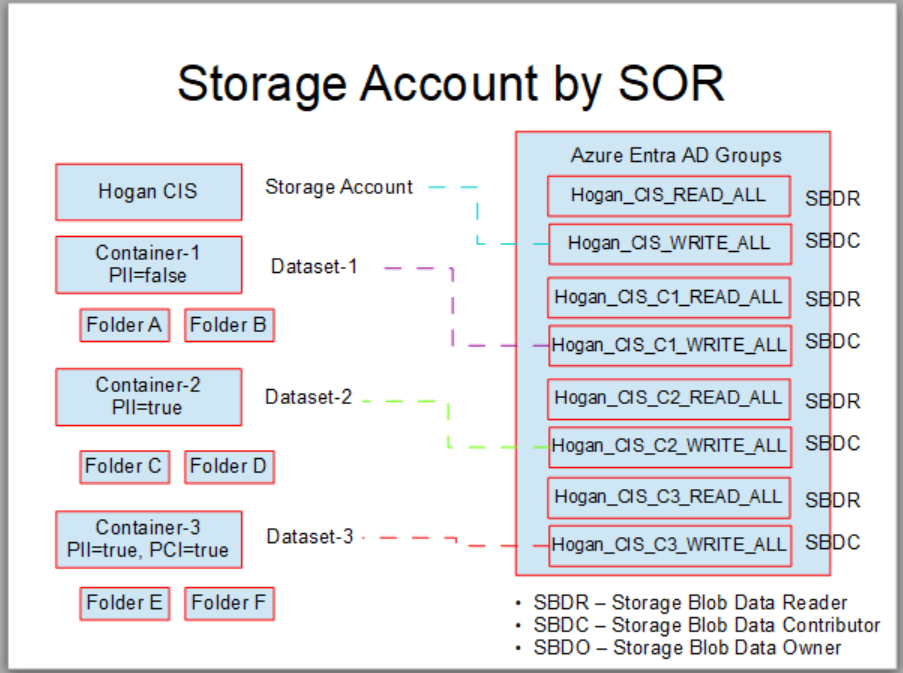 Storage Account by SOR
Hogan CIS
Storage Account
Container-1
PII=false
Dataset-1
Folder A
Folder B
Container-2
PII=true
Dataset-2
Folder C
Folder D
Container-3
PII=true, PCI=true
Dataset-3
Folder E
Folder F
Azure Entra AD Groups
Hogan_CIS_READ_ALL
SBDR
Hogan_CIS_WRITE_ALL
SBDC
Hogan_CIS_C1_READ_ALL
SBDR
Hogan_CIS_C1_WRITE_ALL
SBDC
Hogan_CIS_C2_READ_ALL
SBDR
Hogan_CIS_C2_WRITE_ALL
SBDC
Hogan_CIS_C3_READ_ALL
SBDR
Hogan_CIS_C3_WRITE_ALL
SBDC
• SBDR – Storage Blob Data Reader
• SBDC – Storage Blob Data Contributor
• SBDO – Storage Blob Data Owner